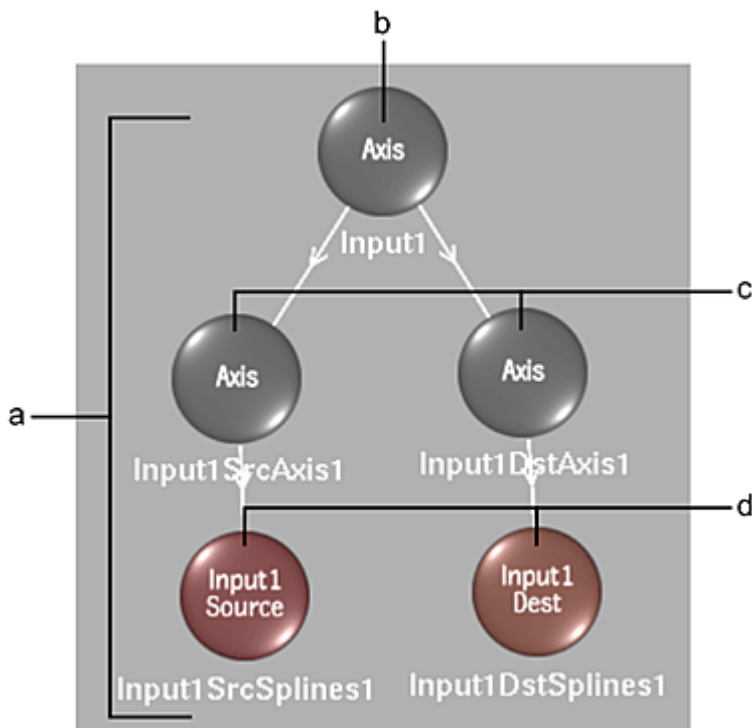 b
Axis
Input1
c
Axis
Axis
a
Input1SrcAxis1
Input1DstAxis1
d
Input1
Source
Input1
Dest
Input1SrcSplines1
Input1DstSplines1